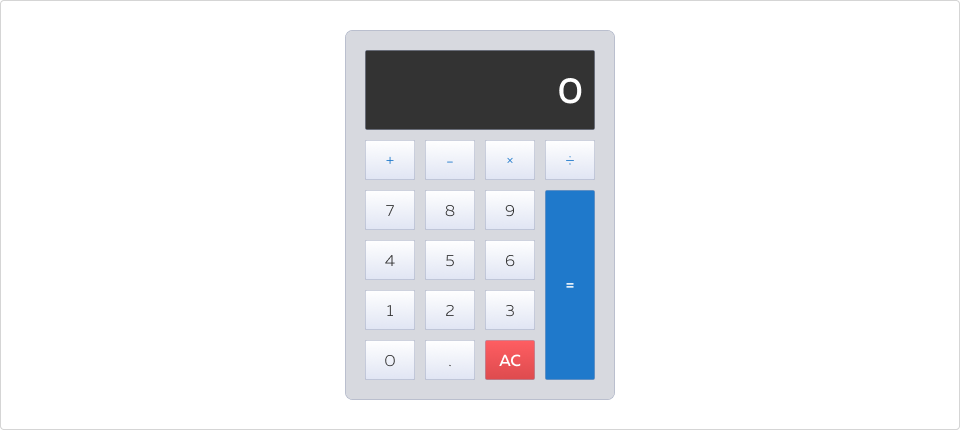 0
+ − × ÷
7 8 9
4 5 6 =
1 2 3
0 . AC